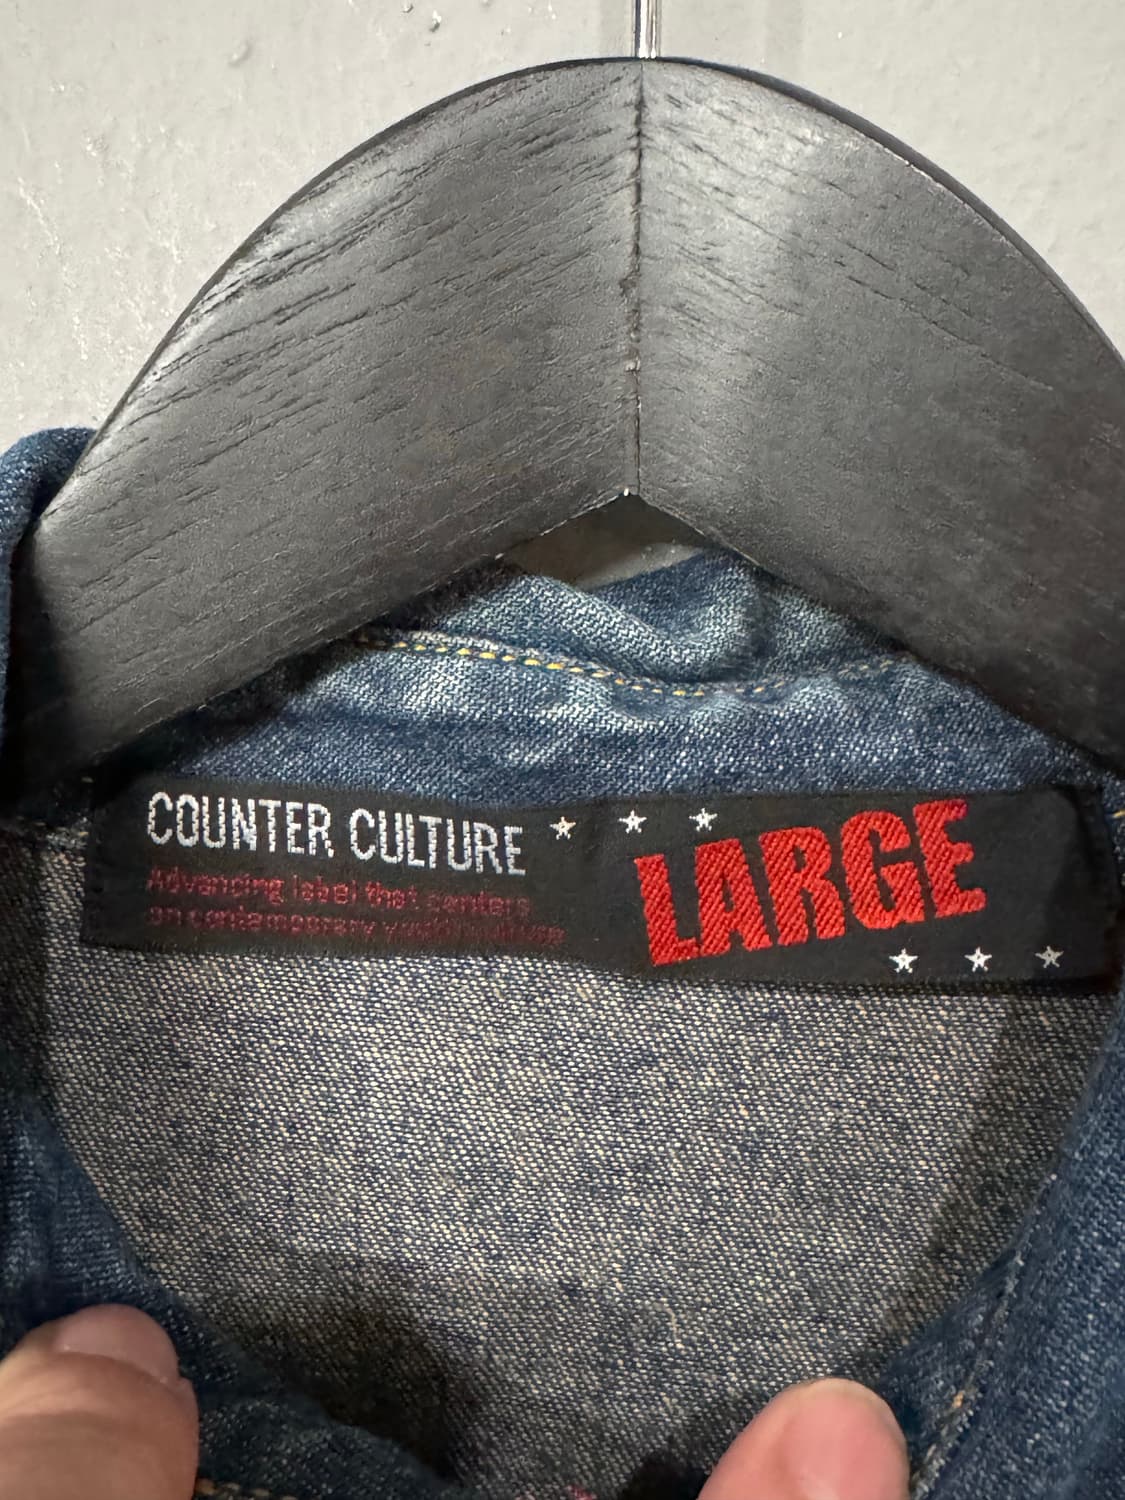 COUNTER CULTURE
Advancing label that centers
on contemporary youth culture
LARGE